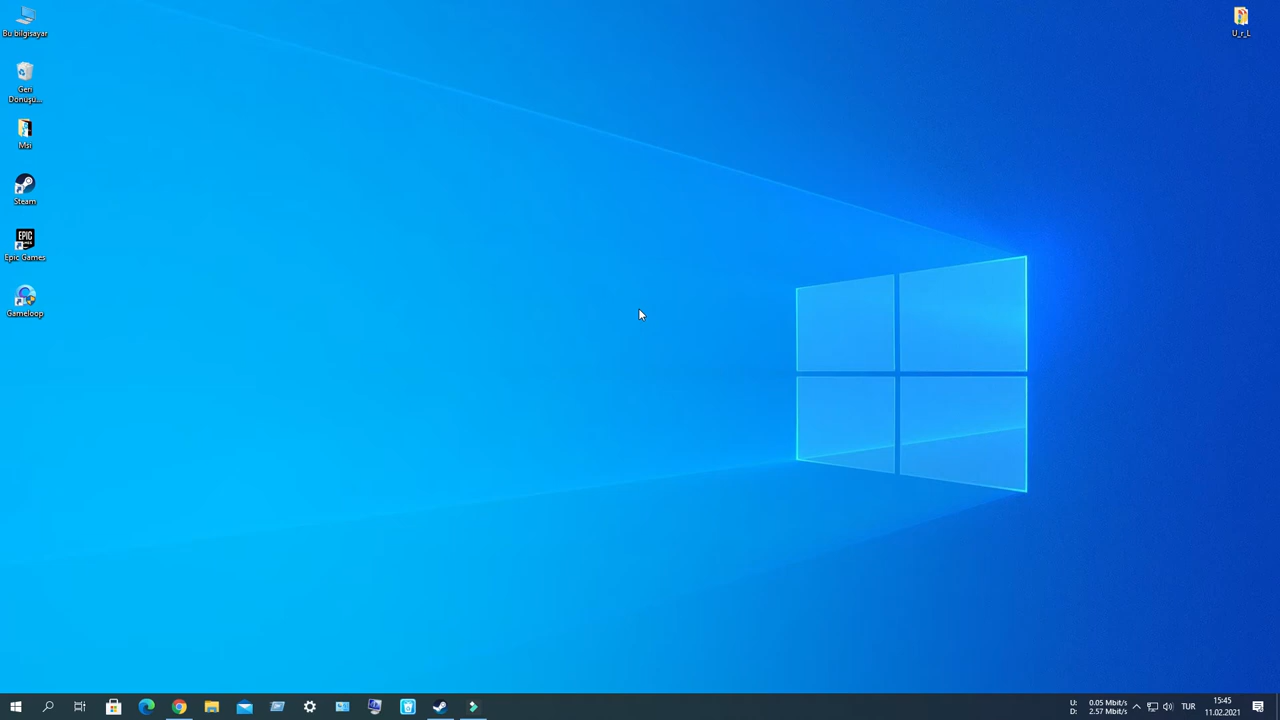 Bu bilgisayar
Geri
Dönüşü...
Msi
Steam
EPIC
GAMES
Epic Games
Gameloop
U_r_L
U: 0.05 Mbit/s
D: 2.57 Mbit/s
TUR
15:45
11.02.2021